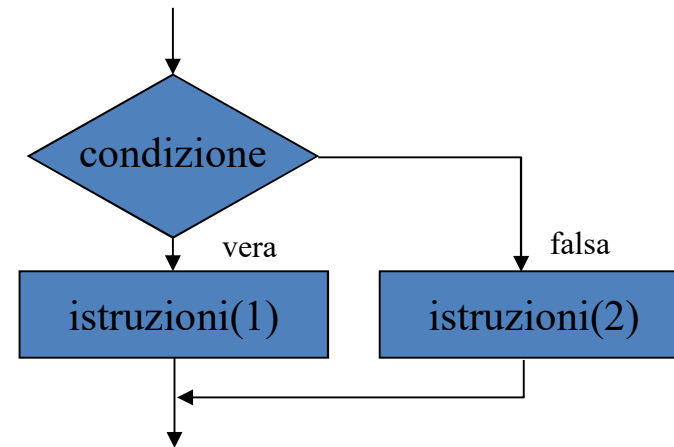 condizione
vera
falsa
istruzioni(1)
istruzioni(2)